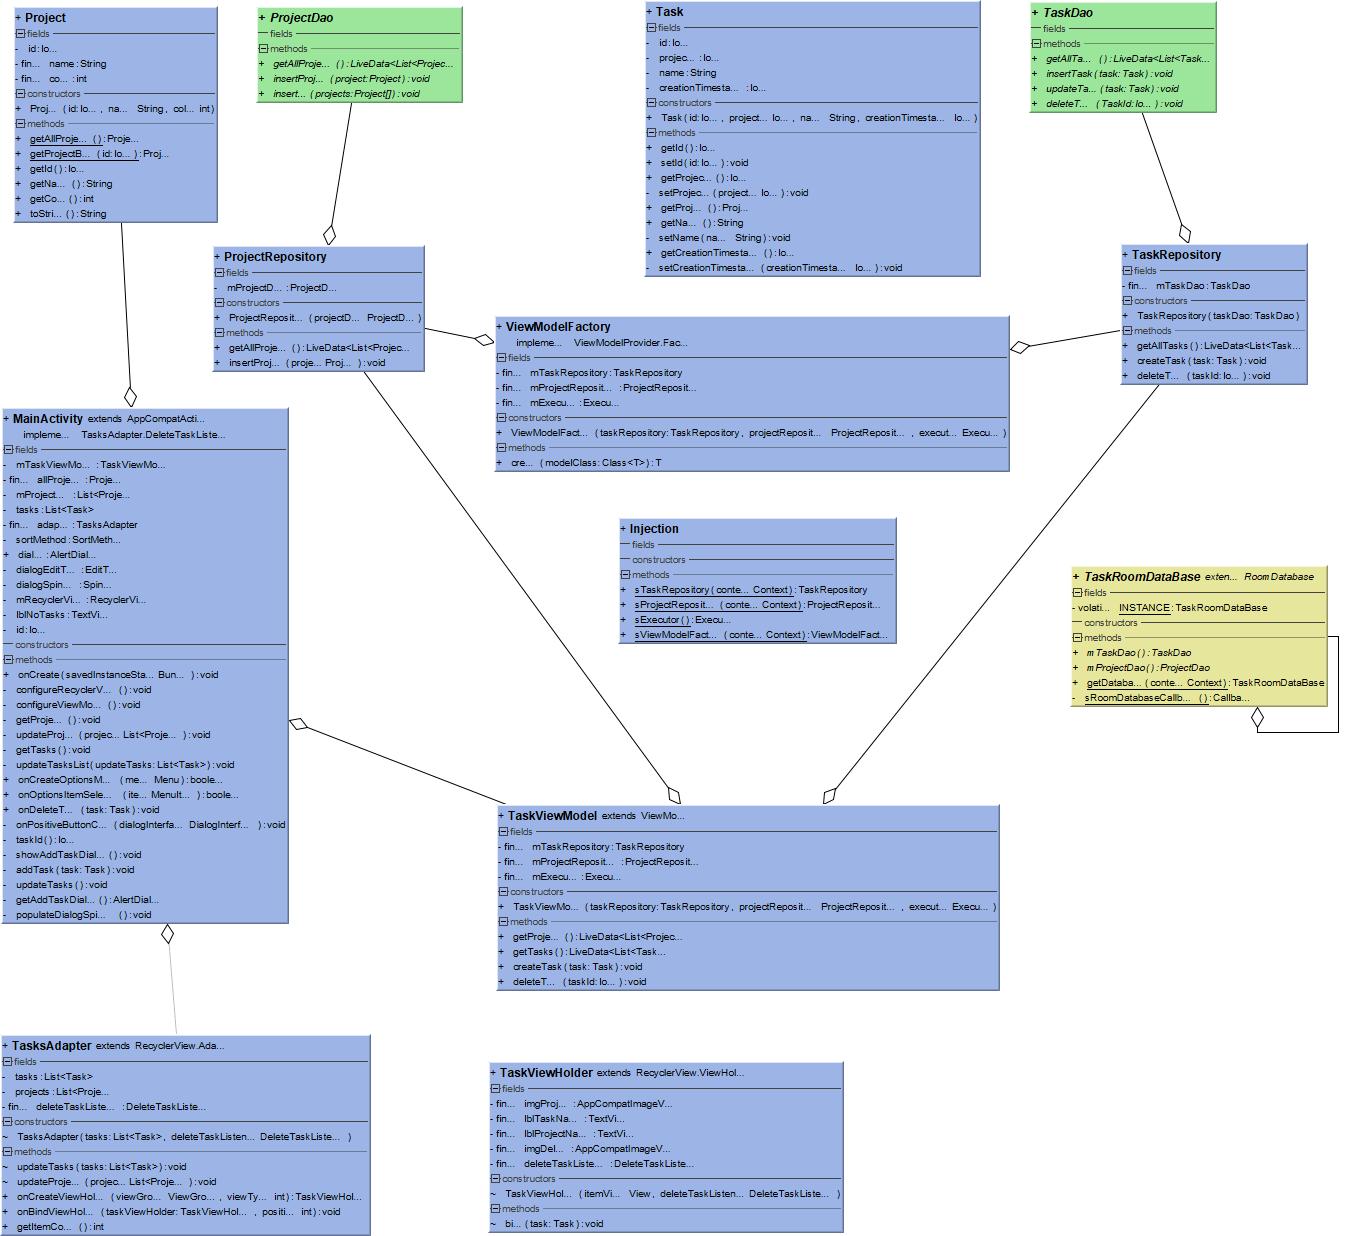 + Project
fields
- id: lo...
- fin... name: String
- fin... co... : int
constructors
+ Proj... (id: lo... , na... String, col... int)
methods
+ getAllProje... (): Proje...
+ getProjectB... (id: lo... ): Proj...
+ getId(): lo...
+ getNa... (): String
+ getCo... (): int
+ toStri... (): String
+ ProjectDao
fields
methods
+ getAllProje... (): LiveData<List<Projec...
+ insertProj... (project: Project): void
+ insert... (projects: Project[]): void
+ Task
fields
- id: lo...
- projec... : lo...
- name: String
- creationTimesta... : lo...
constructors
+ Task(id: lo... , project... lo... , na... String, creationTimesta... lo... )
methods
+ getId(): lo...
+ setId(id: lo... ): void
+ getProjec... (): lo...
- setProjec... (project... lo... ): void
+ getProj... (): Proj...
+ getNa... (): String
- setName(na... String): void
+ getCreationTimesta... (): lo...
- setCreationTimesta... (creationTimesta... lo... ): void
+ TaskDao
fields
methods
+ getAllTa... (): LiveData<List<Task...
+ insertTask(task: Task): void
+ updateTa... (task: Task): void
+ deleteT... (TaskId: lo... ): void
+ ProjectRepository
fields
- mProjectD... : ProjectD...
constructors
+ ProjectReposit... (projectD... ProjectD... )
methods
+ getAllProje... (): LiveData<List<Projec...
+ insertProj... (proje... Proj... ): void
+ TaskRepository
fields
- fin... mTaskDao: TaskDao
constructors
+ TaskRepository(taskDao: TaskDao)
methods
+ getAllTasks(): LiveData<List<Task...
+ createTask(task: Task): void
+ deleteT... (taskId: lo... ): void
+ ViewModelFactory
impleme... ViewModelProvider.Fac...
fields
- fin... mTaskRepository: TaskRepository
- fin... mProjectReposit... : ProjectReposit...
- fin... mExecu... : Execu...
constructors
+ ViewModelFact... (taskRepository: TaskRepository, projectReposit... ProjectReposit... , execut... Execu... )
methods
+ cre... (modelClass: Class<T>): T
+ MainActivity extends AppCompatActi...
impleme... TasksAdapter.DeleteTaskListe...
fields
- mTaskViewMo... : TaskViewMo...
- fin... allProje... : Proje...
- mProject... : List<Proje...
- tasks: List<Task>
- fin... adap... : TasksAdapter
- sortMethod: SortMeth...
+ dial... : AlertDial...
- dialogEditT... : EditT...
- dialogSpin... : Spin...
- mRecyclerVi... : RecyclerVi...
- lblNoTasks: TextVi...
- id: lo...
constructors
methods
+ onCreate(savedInstanceSta... Bun... ): void
- configureRecyclerV... (): void
- configureViewMo... (): void
- getProje... (): void
- updateProj... (projec... List<Proje... ): void
- getTasks(): void
- updateTasksList(updateTasks: List<Task>): void
+ onCreateOptionsM... (me... Menu): boole...
+ onOptionsItemSele... (ite... MenuIt... ): boole...
+ onDeleteT... (task: Task): void
- onPositiveButtonC... (dialogInterfa... DialogInterf... ): void
- taskId(): lo...
- showAddTaskDial... (): void
- addTask(task: Task): void
- updateTasks(): void
- getAddTaskDial... (): AlertDial...
- populateDialogSpi... (): void
+ Injection
fields
constructors
methods
+ sTaskRepository(conte... Context): TaskRepository
+ sProjectReposit... (conte... Context): ProjectReposit...
+ sExecutor(): Execu...
+ sViewModelFact... (conte... Context): ViewModelFact...
+ TaskRoomDataBase exten... RoomDatabase
fields
- volati... INSTANCE: TaskRoomDataBase
constructors
methods
+ mTaskDao(): TaskDao
+ mProjectDao(): ProjectDao
+ getDataba... (conte... Context): TaskRoomDataBase
- sRoomDatabaseCallb... (): Callba...
+ TaskViewModel extends ViewMo...
fields
- fin... mTaskRepository: TaskRepository
- fin... mProjectReposit... : ProjectReposit...
- fin... mExecu... : Execu...
constructors
+ TaskViewMo... (taskRepository: TaskRepository, projectReposit... ProjectReposit... , execut... Execu... )
methods
+ getProje... (): LiveData<List<Projec...
+ getTasks(): LiveData<List<Task...
+ createTask(task: Task): void
+ deleteT... (taskId: lo... ): void
+ TasksAdapter extends RecyclerView.Ada...
fields
- tasks: List<Task>
- projects: List<Proje...
- fin... deleteTaskListe... : DeleteTaskListe...
constructors
~ TasksAdapter(tasks: List<Task>, deleteTaskListen... DeleteTaskListe... )
methods
~ updateTasks(tasks: List<Task>): void
~ updateProje... (projec... List<Proje... ): void
+ onCreateViewHol... (viewGro... ViewGro... , viewTy... int): TaskViewHol...
+ onBindViewHol... (taskViewHolder: TaskViewHol... , positi... int): void
+ getItemCo... (): int
+ TaskViewHolder extends RecyclerView.ViewHol...
fields
- fin... imgProj... : AppCompatImageV...
- fin... lblTaskNa... : TextVi...
- fin... lblProjectNa... : TextVi...
- fin... imgDel... : AppCompatImageV...
- fin... deleteTaskListe... : DeleteTaskListe...
constructors
~ TaskViewHol... (itemVi... View, deleteTaskListen... DeleteTaskListe... )
methods
~ bi... (task: Task): void